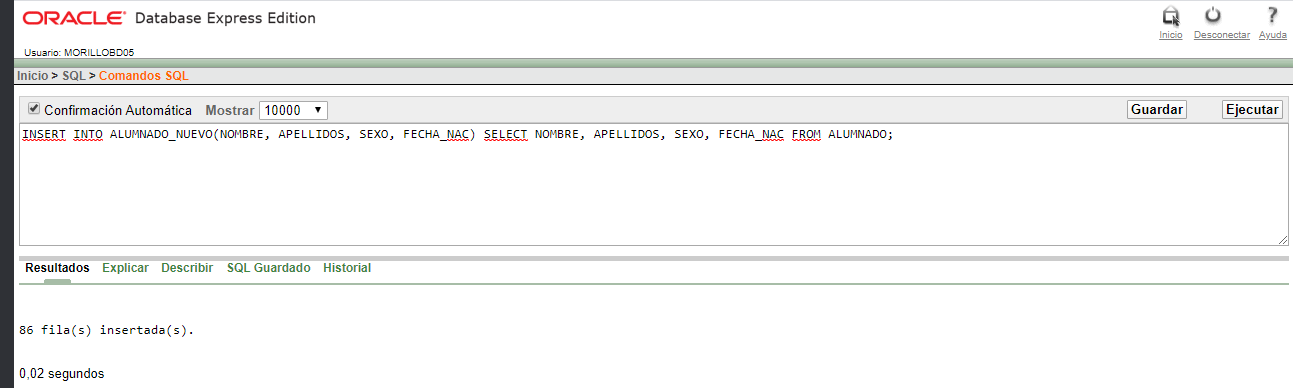 ORACLE Database Express Edition
Inicio Desconectar Ayuda
Usuario: MORILLOBD05
Inicio > SQL > Comandos SQL
Confirmación Automática Mostrar 10000 Guardar Ejecutar
INSERT INTO ALUMNADO_NUEVO(NOMBRE, APELLIDOS, SEXO, FECHA_NAC) SELECT NOMBRE, APELLIDOS, SEXO, FECHA_NAC FROM ALUMNADO;
Resultados Explicar Describir SQL Guardado Historial
86 fila(s) insertada(s).
0,02 segundos